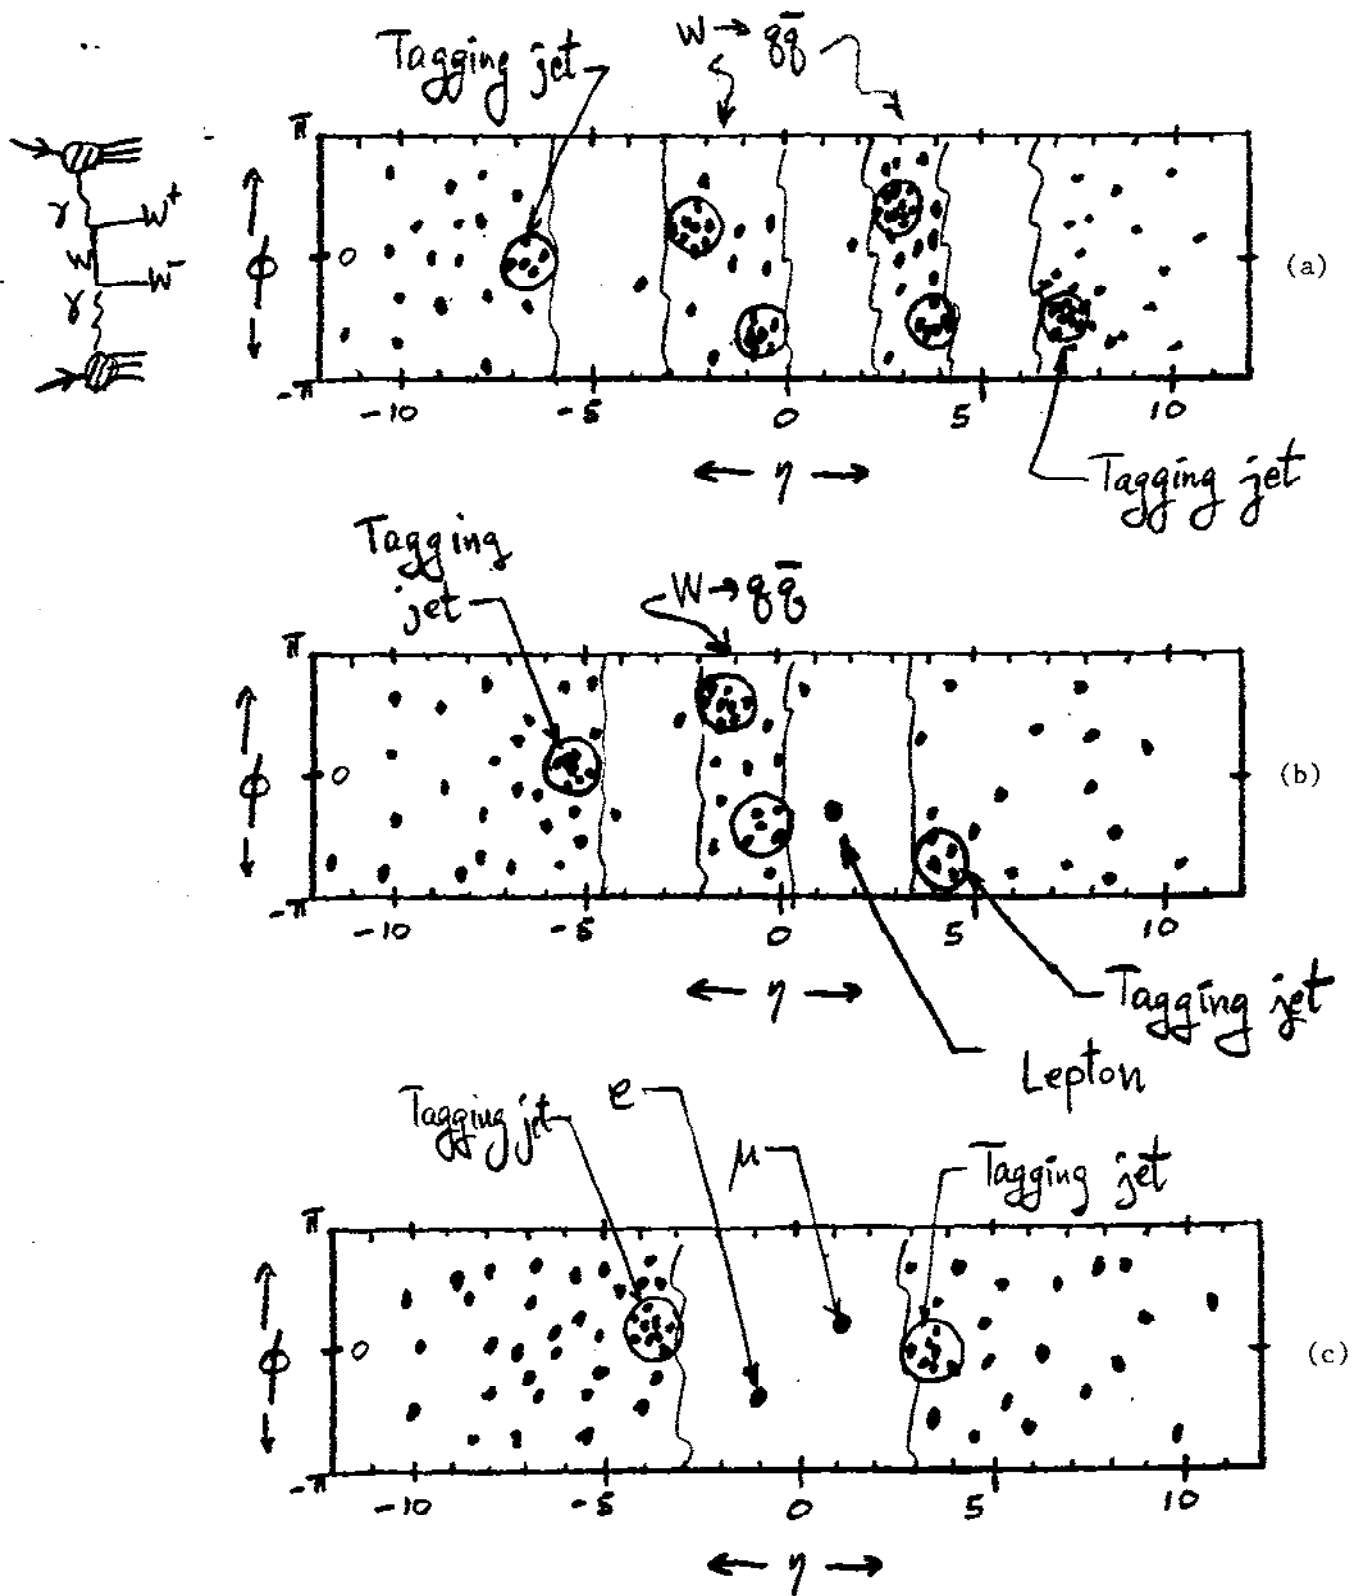 Tagging jet
W → qq̄
π
γ
W⁺
W
W⁻
γ
φ
0
-π
-10 -5 0 5 10
η
(a)
Tagging jet
Tagging
jet
W → qq̄
π
φ
0
-π
-10 -5 0 5 10
η
(b)
Tagging jet
Lepton
Tagging jet
e
μ
Tagging jet
π
φ
0
-π
-10 -5 0 5 10
η
(c)